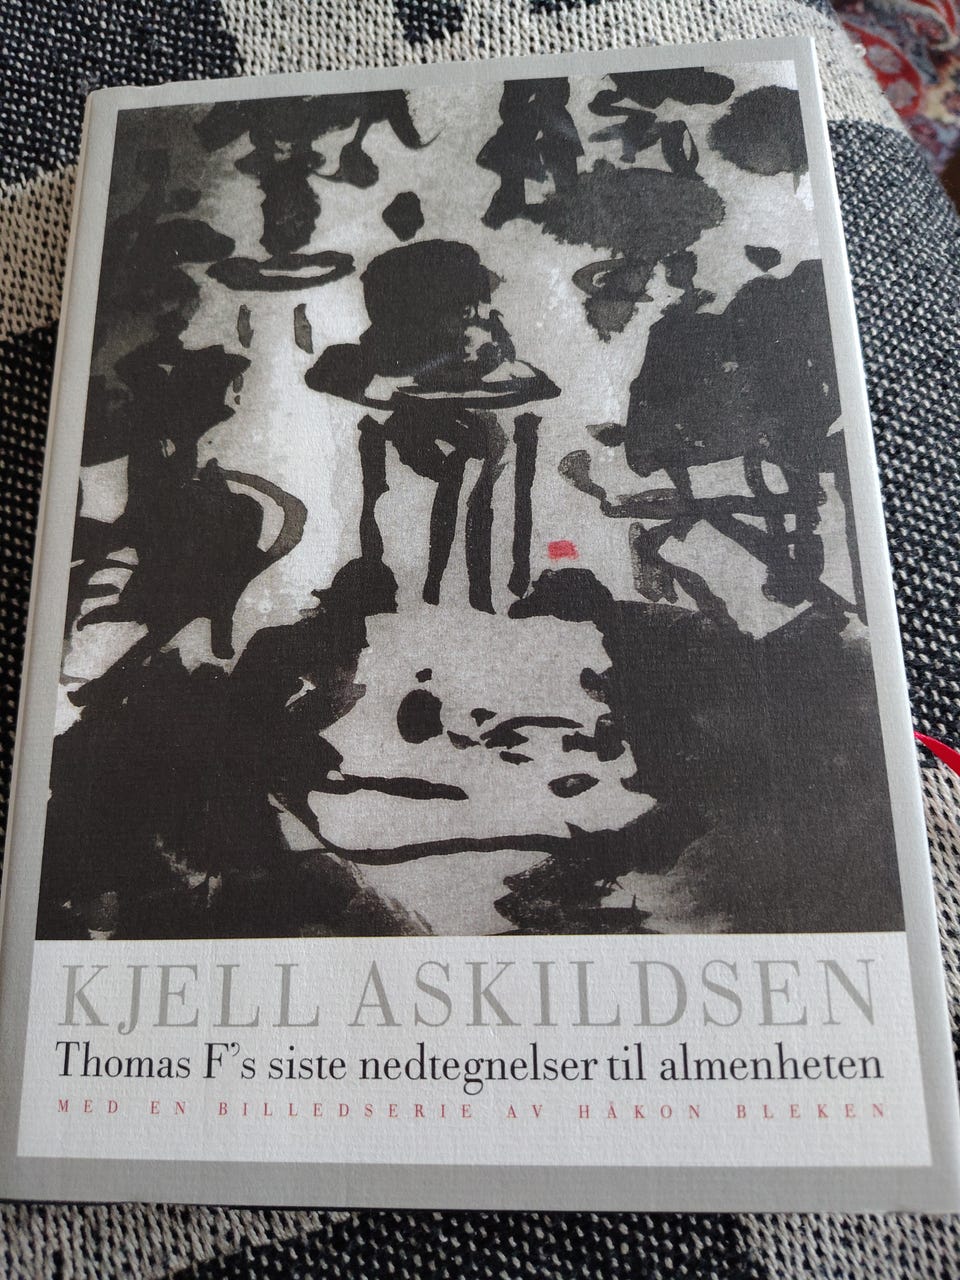 KJELL ASKILDSEN
Thomas F's siste nedtegnelser til almenheten
MED EN BILLEDSERIE AV HÅKON BLEKEN